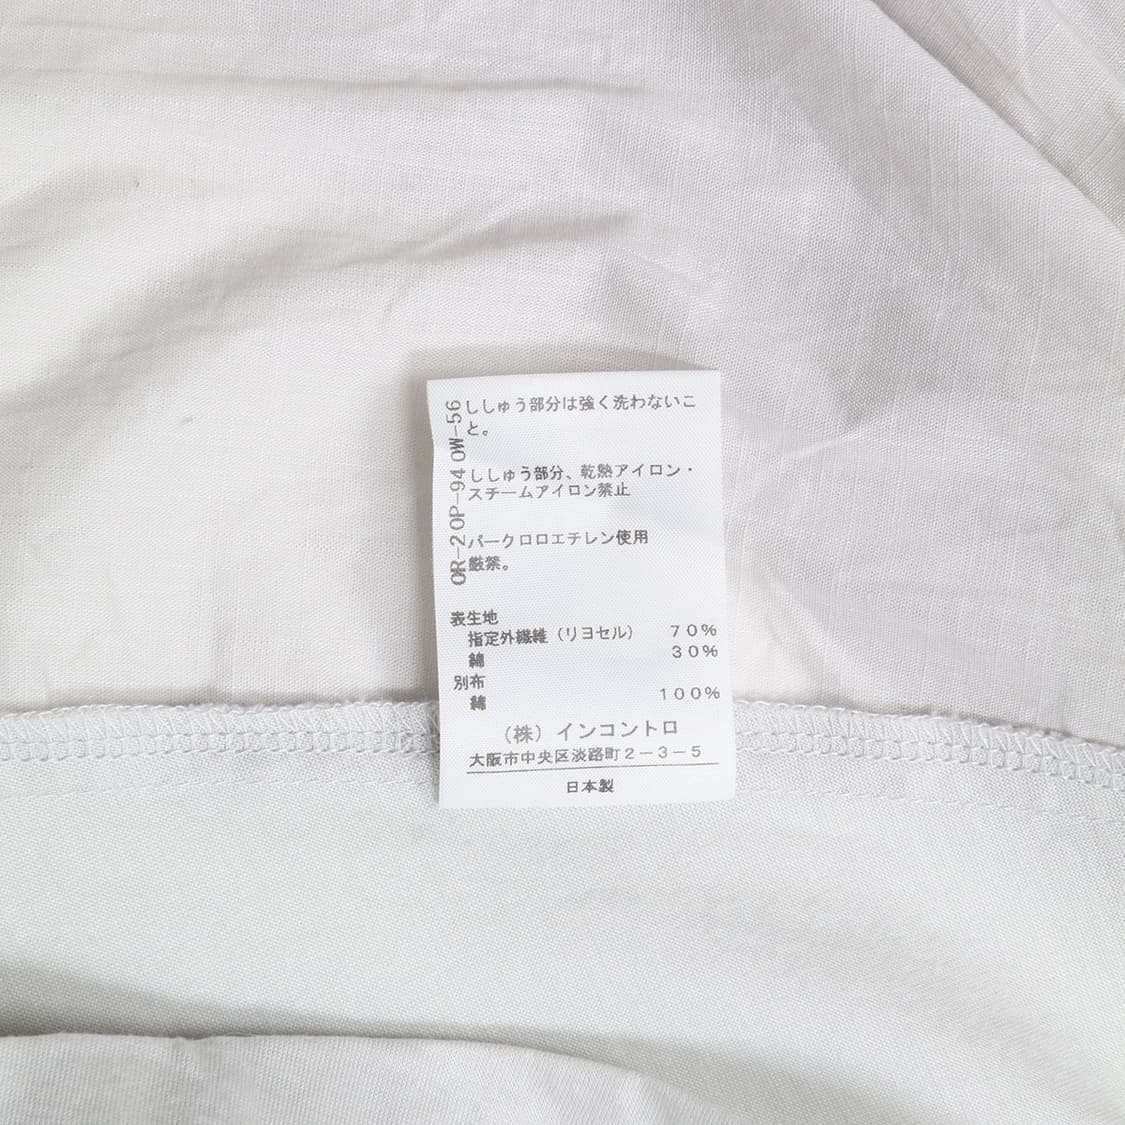 ししゅう部分は強く洗わないこ
と。
ししゅう部分、乾熱アイロン・
スチームアイロン禁止
パークロロエチレン使用
厳禁。
OR-2 OP-94 OW-56
表生地
指定外繊維（リヨセル） 70%
綿 30%
別布
綿 100%
（株）インコントロ
大阪市中央区淡路町2-3-5
日本製